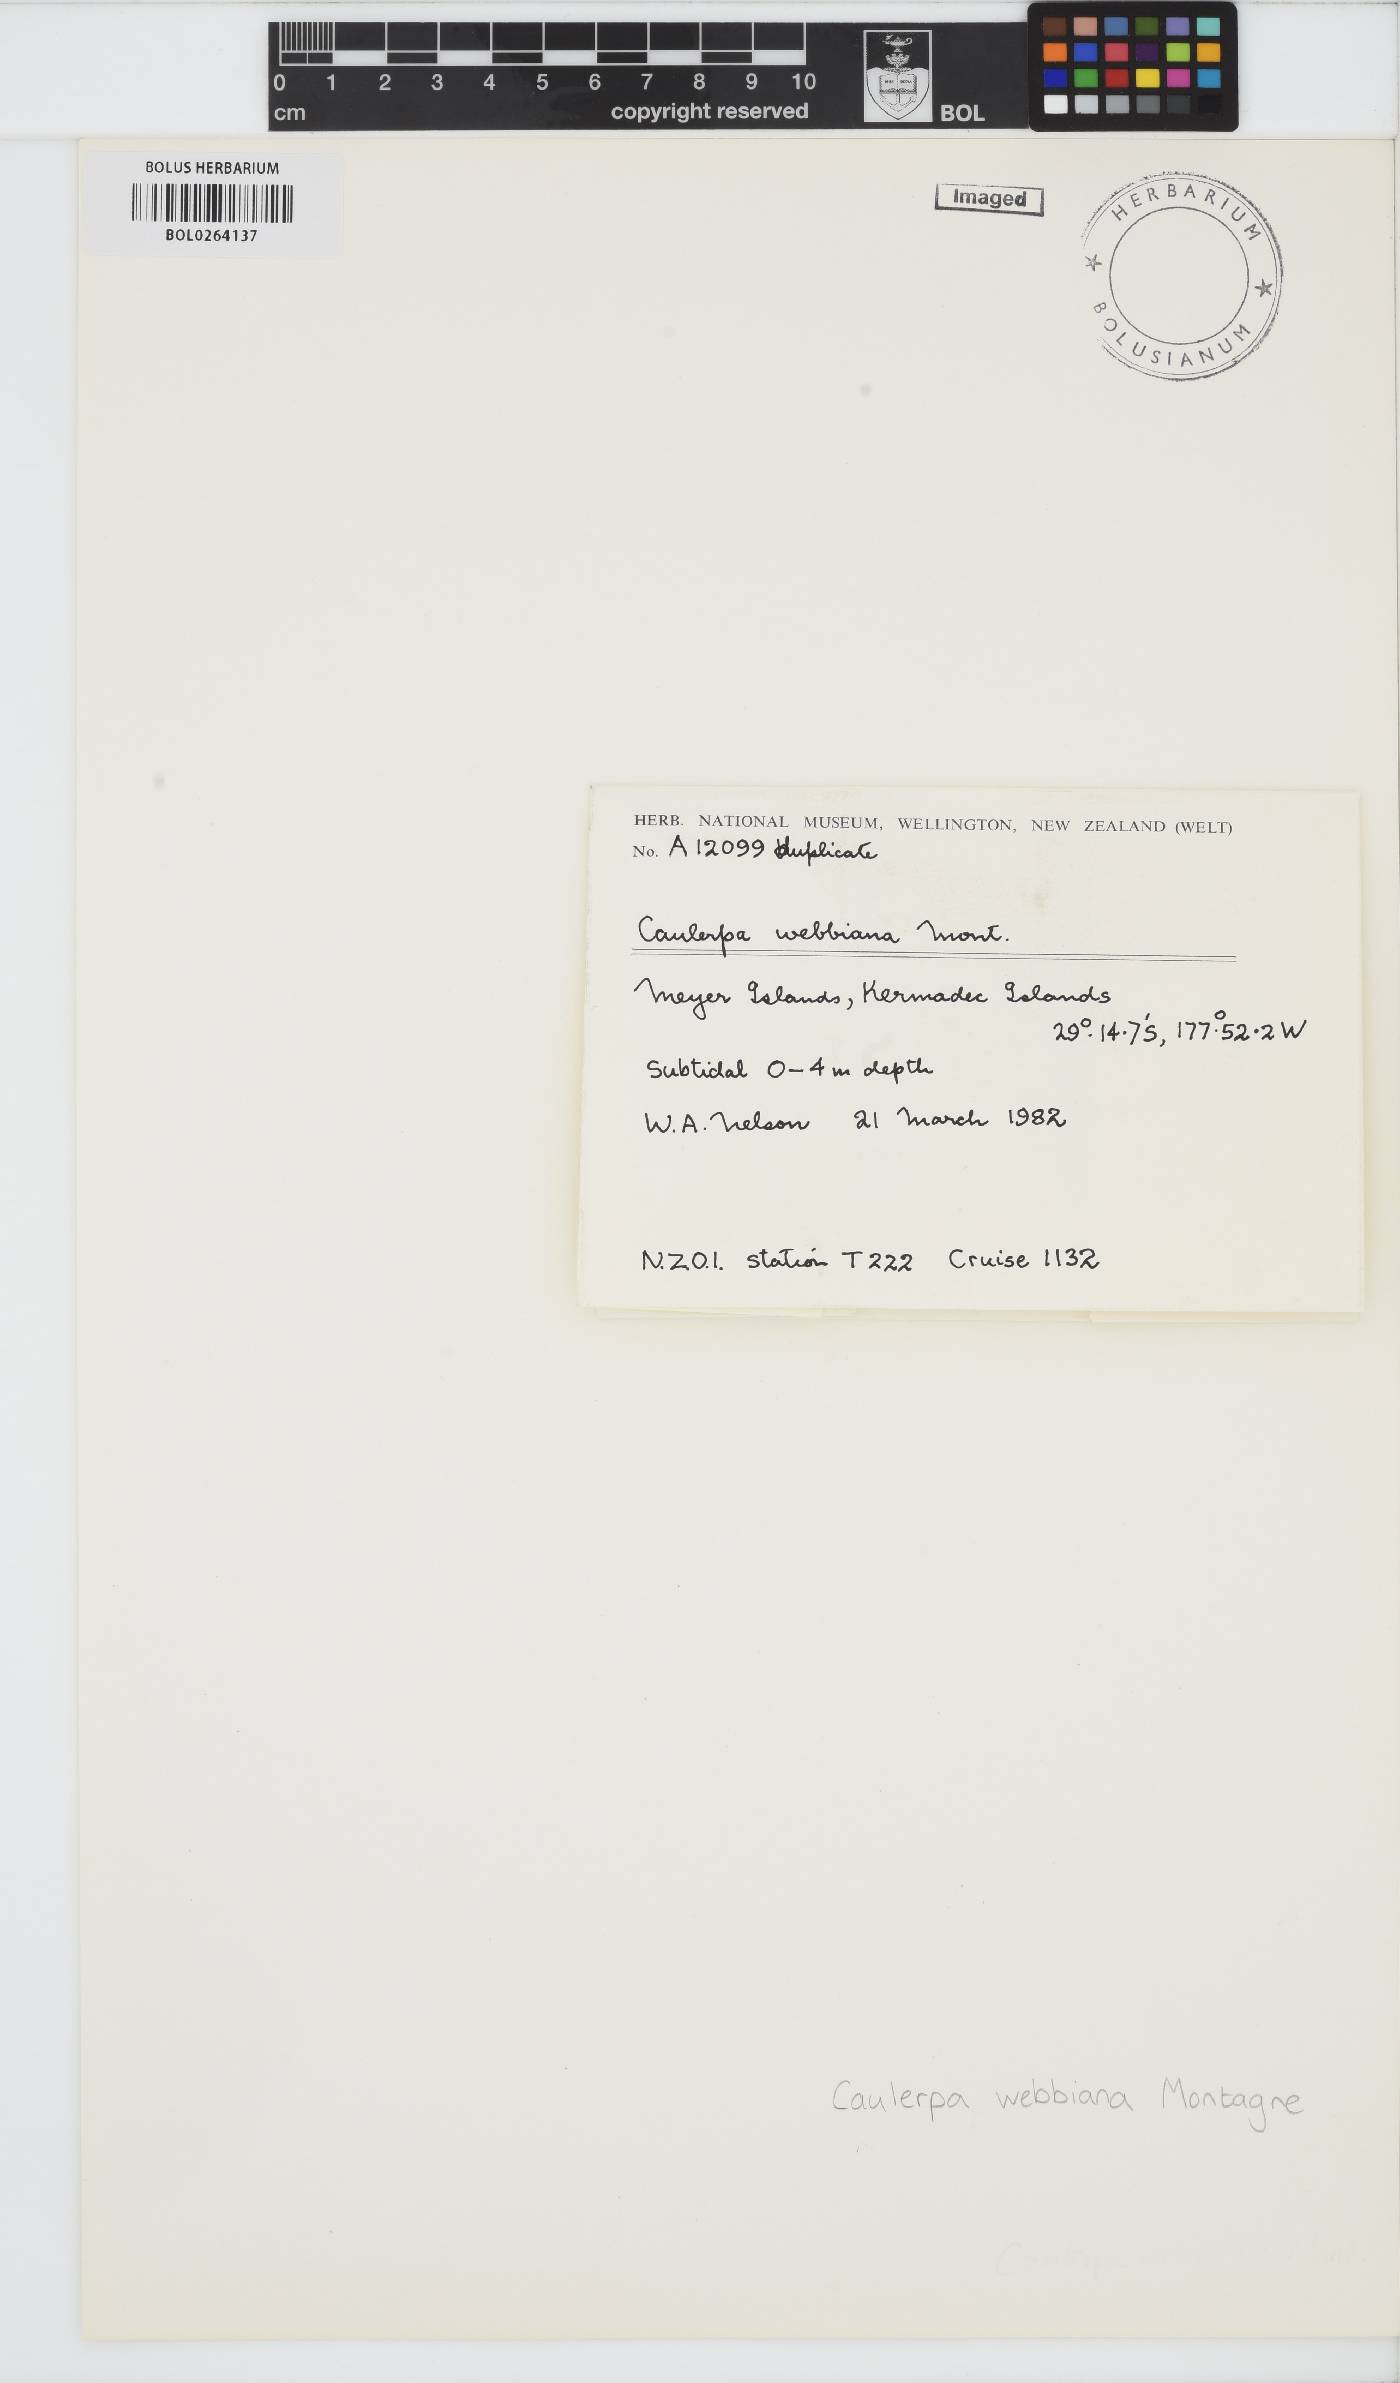 0 1 2 3 4 5 6 7 8 9 10
cm copyright reserved BOL
BOLUS HERBARIUM
BOL0264137
Imaged
HERBARIUM
BOLUSIANUM
HERB. NATIONAL MUSEUM, WELLINGTON, NEW ZEALAND (WELT)
No. A 12099 duplicate
Caulerpa webbiana Mont.
Meyer Islands, Kermadec Islands
29°.14.7'S, 177°.52.2 W
Subtidal 0-4 m depth
W.A. Nelson 21 March 1982
N.Z.O.I. station T222 Cruise 1132
Caulerpa webbiana Montagne